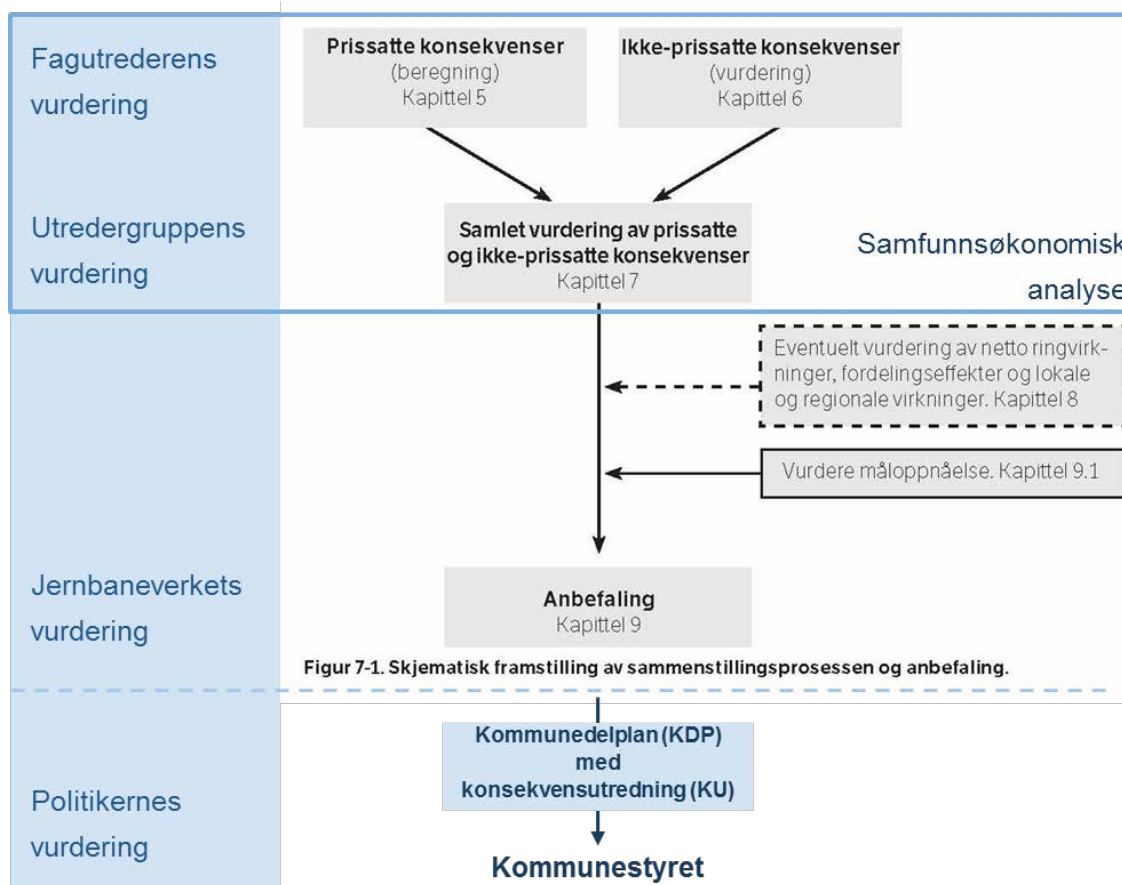 Fagutrederens
vurdering
Prissatte konsekvenser
(beregning)
Kapittel 5
Ikke-prissatte konsekvenser
(vurdering)
Kapittel 6
Utredergruppens
vurdering
Samlet vurdering av prissatte
og ikke-prissatte konsekvenser
Kapittel 7
Samfunnsøkonomisk
analyse
Eventuelt vurdering av netto ringvirk-
ninger, fordelingseffekter og lokale
og regionale virkninger. Kapittel 8
Vurdere måloppnåelse. Kapittel 9.1
Jernbaneverkets
vurdering
Anbefaling
Kapittel 9
Figur 7-1. Skjematisk framstilling av sammenstillingsprosessen og anbefaling.
Kommunedelplan (KDP)
med
konsekvensutredning (KU)
Politikernes
vurdering
Kommunestyret